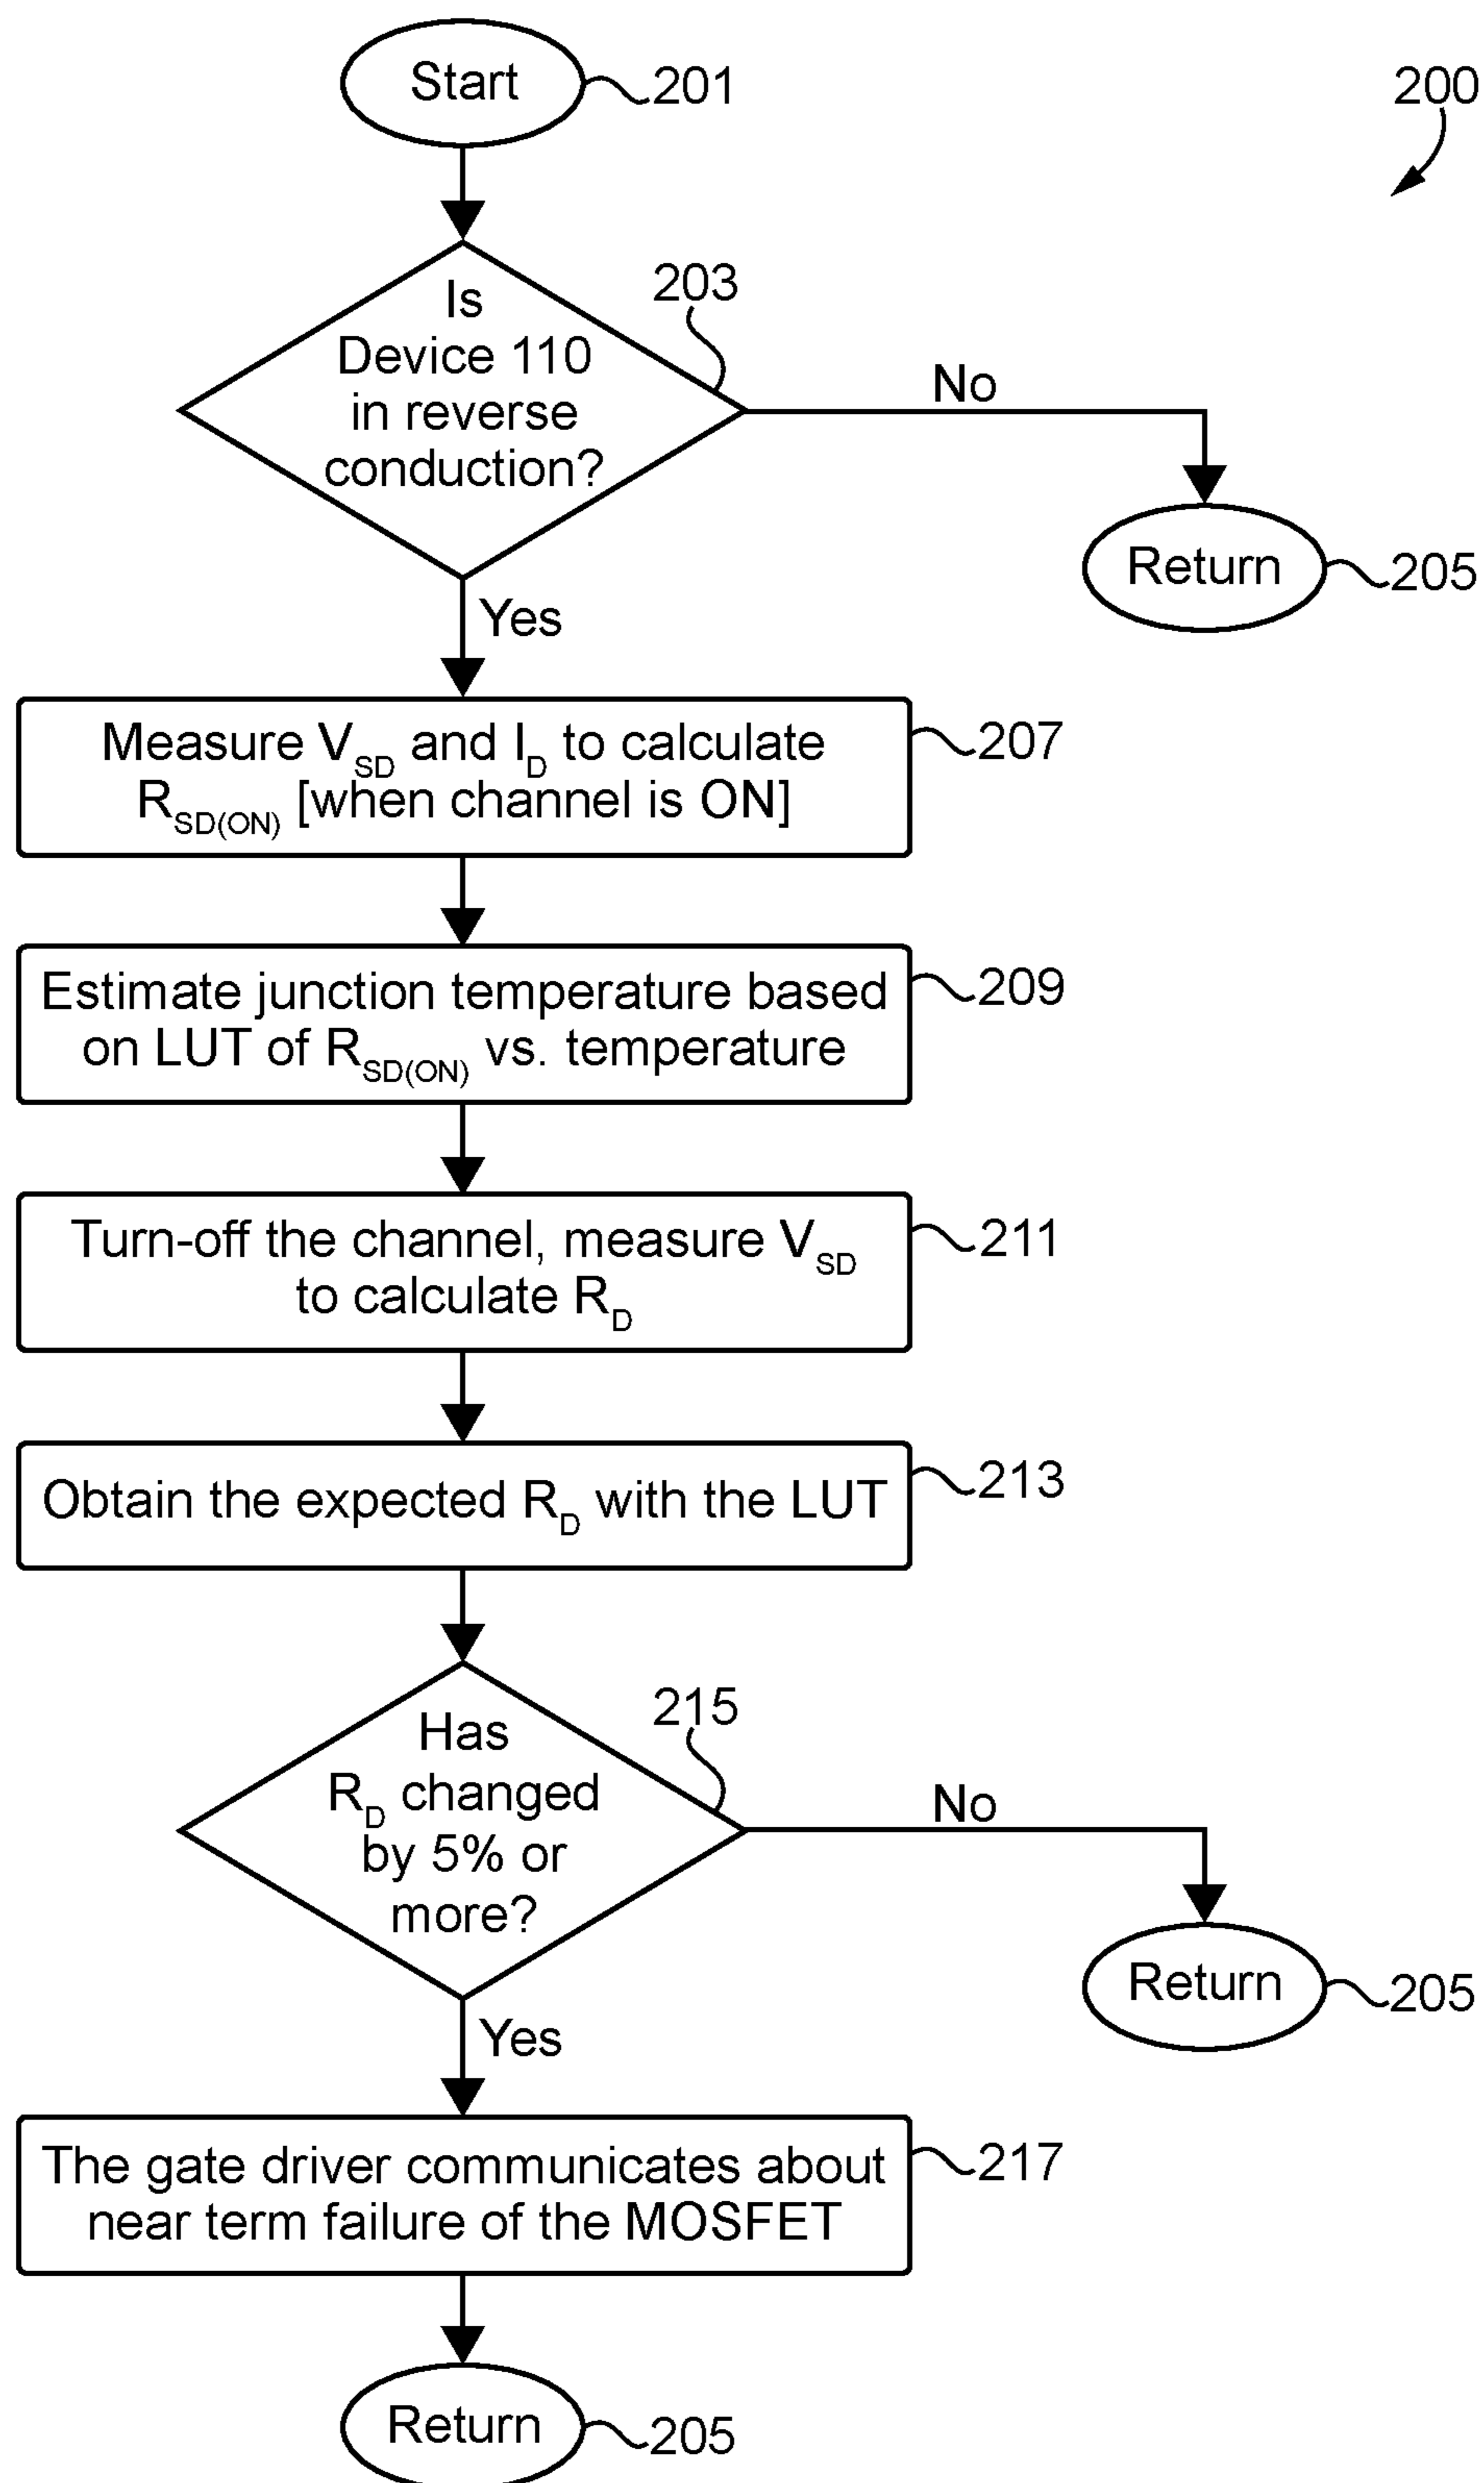 Start
201
200
Is
Device 110
in reverse
conduction?
203
No
Return
205
Yes
Measure V_SD and I_D to calculate
R_SD(ON) [when channel is ON]
207
Estimate junction temperature based
on LUT of R_SD(ON) vs. temperature
209
Turn-off the channel, measure V_SD
to calculate R_D
211
Obtain the expected R_D with the LUT
213
Has
R_D changed
by 5% or
more?
215
No
Return
205
Yes
The gate driver communicates about
near term failure of the MOSFET
217
Return
205